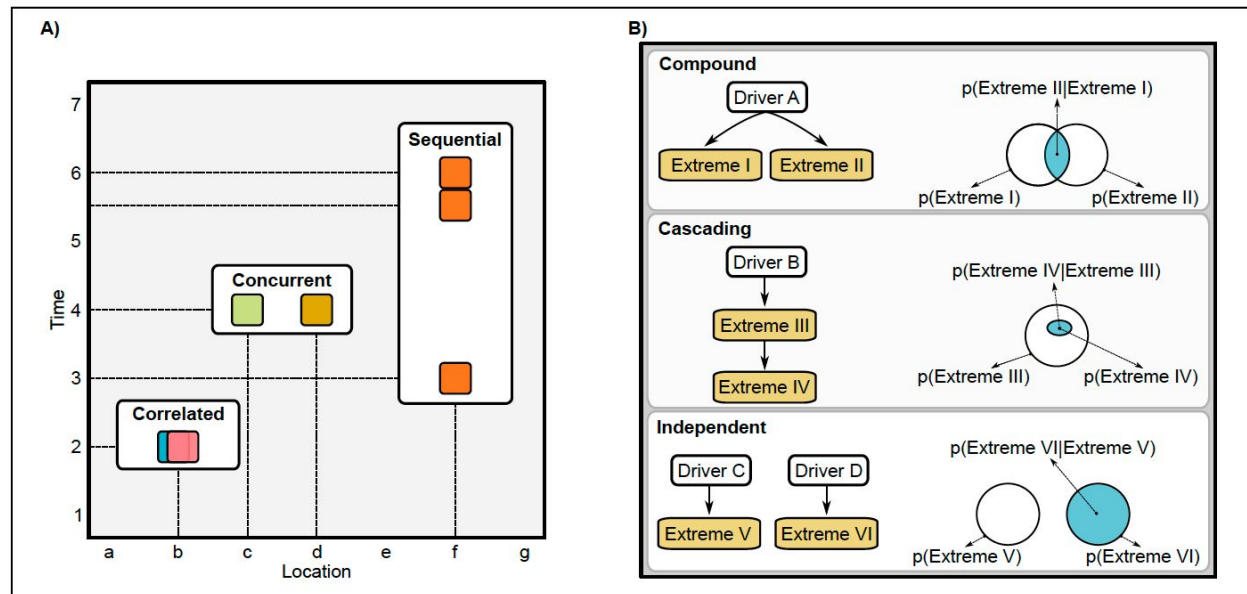 A)
7
6
5
4
3
2
1
Time
a b c d e f g
Location
Sequential
Concurrent
Correlated
B)
Compound
Driver A
Extreme I Extreme II
p(Extreme II|Extreme I)
p(Extreme I) p(Extreme II)
Cascading
Driver B
Extreme III
Extreme IV
p(Extreme IV|Extreme III)
p(Extreme III) p(Extreme IV)
Independent
Driver C Driver D
Extreme V Extreme VI
p(Extreme VI|Extreme V)
p(Extreme V) p(Extreme VI)